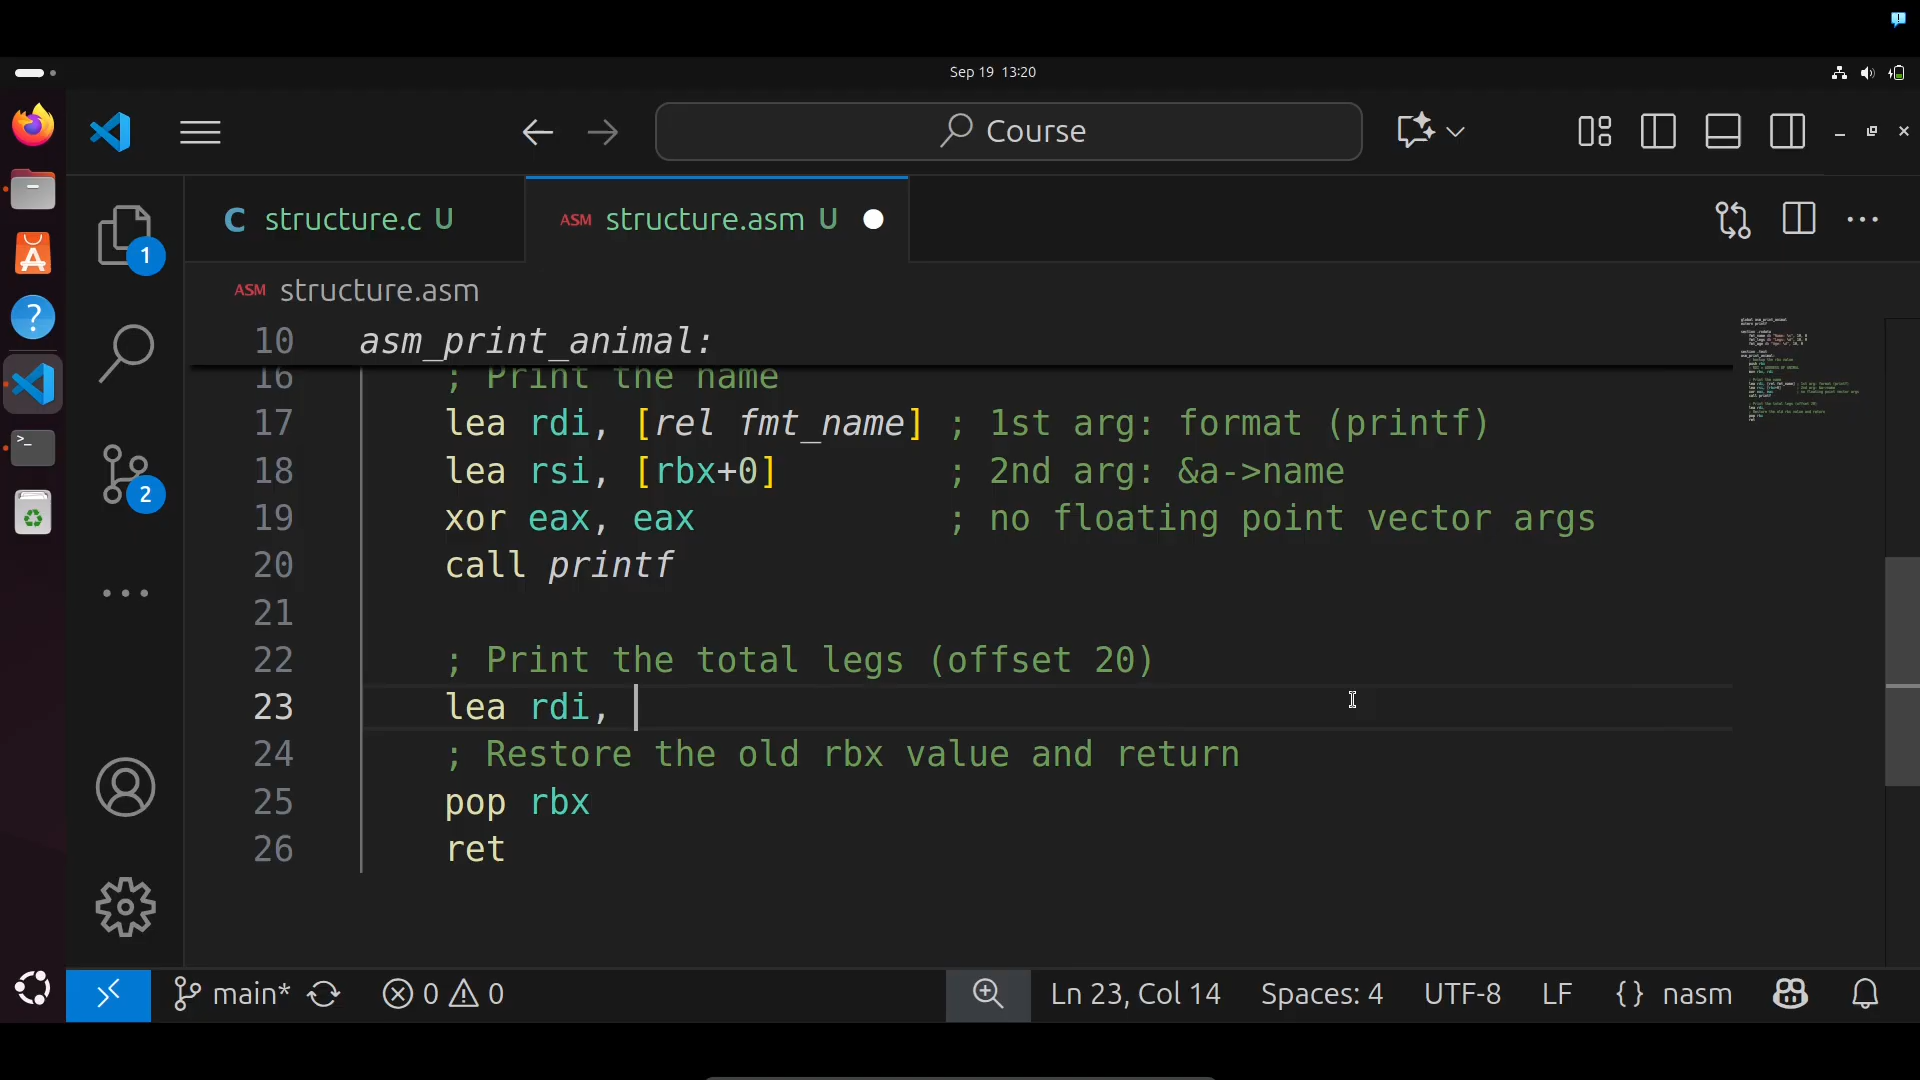 Sep 19 13:20
Course
C structure.c U
ASM structure.asm U
ASM structure.asm
10 asm_print_animal:
16 ; Print the name
17 lea rdi, [rel fmt_name] ; 1st arg: format (printf)
18 lea rsi, [rbx+0] ; 2nd arg: &a->name
19 xor eax, eax ; no floating point vector args
20 call printf
21
22 ; Print the total legs (offset 20)
23 lea rdi,
24 ; Restore the old rbx value and return
25 pop rbx
26 ret
1
2
main* 0 0
Ln 23, Col 14 Spaces: 4 UTF-8 LF {} nasm